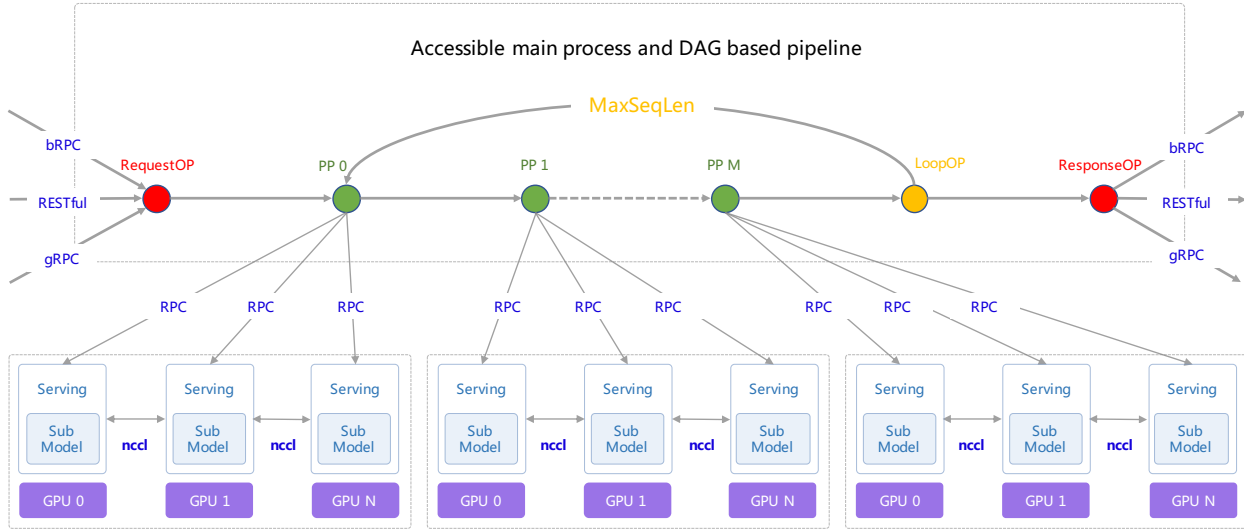 Accessible main process and DAG based pipeline
MaxSeqLen
bRPC
RESTful
gRPC
RequestOP
PP 0
PP 1
PP M
LoopOP
ResponseOP
bRPC
RESTful
gRPC
RPC
RPC
RPC
RPC
RPC
RPC
RPC
RPC
RPC
Serving
Sub
Model
nccl
Serving
Sub
Model
nccl
Serving
Sub
Model
GPU 0
GPU 1
GPU N
Serving
Sub
Model
nccl
Serving
Sub
Model
nccl
Serving
Sub
Model
GPU 0
GPU 1
GPU N
Serving
Sub
Model
nccl
Serving
Sub
Model
nccl
Serving
Sub
Model
GPU 0
GPU 1
GPU N